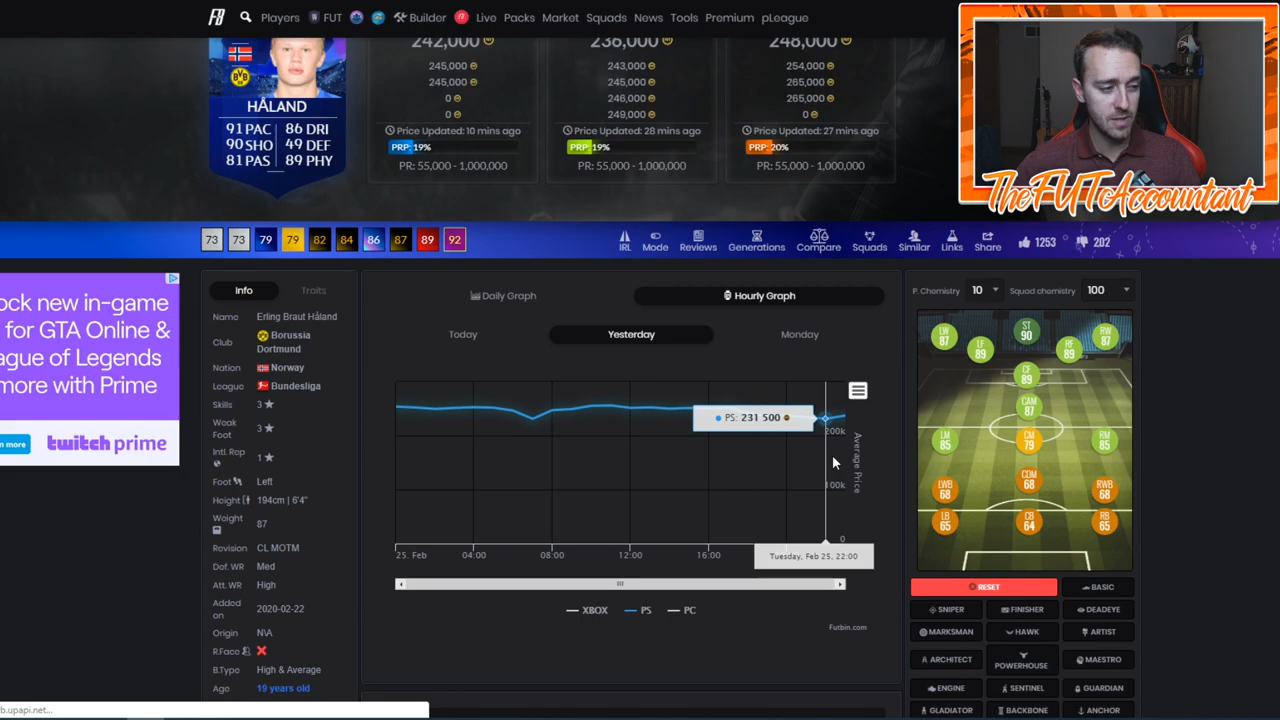 Players FUT Builder Live Packs Market Squads News Tools Premium pLeague
242,000 236,000 248,000
245,000 243,000 254,000
245,000 245,000 265,000
0 246,000 265,000
0 249,000 0
Price Updated: 10 mins ago Price Updated: 28 mins ago Price Updated: 27 mins ago
PRP: 19% PRP: 19% PRP: 20%
PR: 55,000 - 1,000,000 PR: 55,000 - 1,000,000 PR: 55,000 - 1,000,000
HÅLAND
91 PAC 86 DRI
90 SHO 49 DEF
81 PAS 89 PHY
TheFUTAccountant
73 73 79 79 82 84 86 87 89 92
IRL Mode Reviews Generations Compare Squads Similar Links Share 1253 202
ock new in-game
for GTA Online &
ague of Legends
more with Prime
n more twitch prime
Info Traits
Name Erling Braut Håland
Club Borussia
Dortmund
Nation Norway
League Bundesliga
Skills 3
Weak
Foot 3
Intl. Rep 1
Foot Left
Height 194cm | 6'4"
Weight 87
Revision CL MOTM
Def. WR Med
Att. WR High
Added
on 2020-02-22
Origin N\A
R.Face
B.Type High & Average
Age 19 years old
Daily Graph Hourly Graph
Today Yesterday Monday
PS: 231 500
200k
100k
0
Average Price
25. Feb 04:00 08:00 12:00 16:00
Tuesday, Feb 25, 22:00
XBOX PS PC
Futbin.com
P. Chemistry 10 Squad chemistry 100
LW 87
ST 90
RW 87
LF 89
RF 89
CF 89
CAM 87
LM 85
CM 79
RM 85
LWB 68
CDM 68
RWB 68
LB 65
CB 64
RB 65
RESET BASIC
SNIPER FINISHER DEADEYE
MARKSMAN HAWK ARTIST
ARCHITECT POWERHOUSE MAESTRO
ENGINE SENTINEL GUARDIAN
GLADIATOR BACKBONE ANCHOR
b.upapi.net...